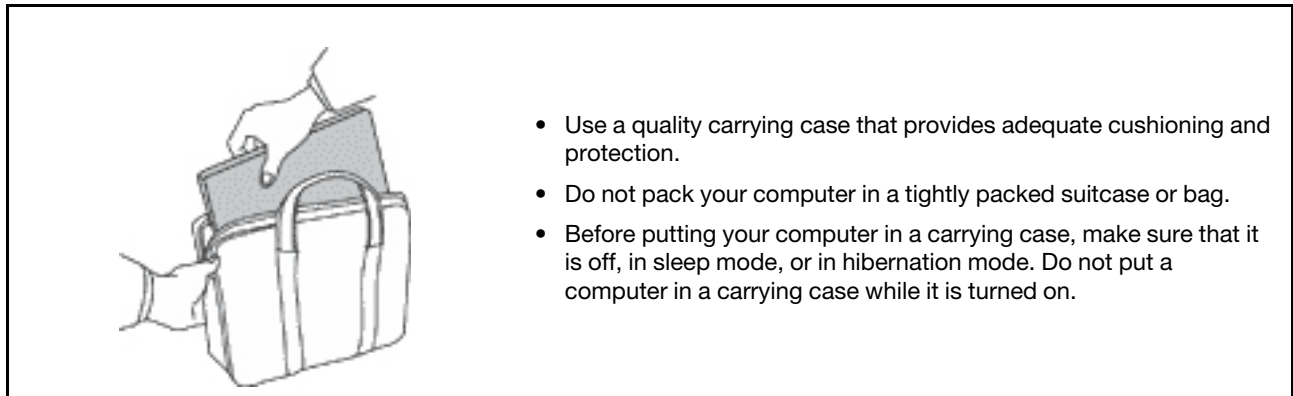 • Use a quality carrying case that provides adequate cushioning and
protection.
• Do not pack your computer in a tightly packed suitcase or bag.
• Before putting your computer in a carrying case, make sure that it
is off, in sleep mode, or in hibernation mode. Do not put a
computer in a carrying case while it is turned on.